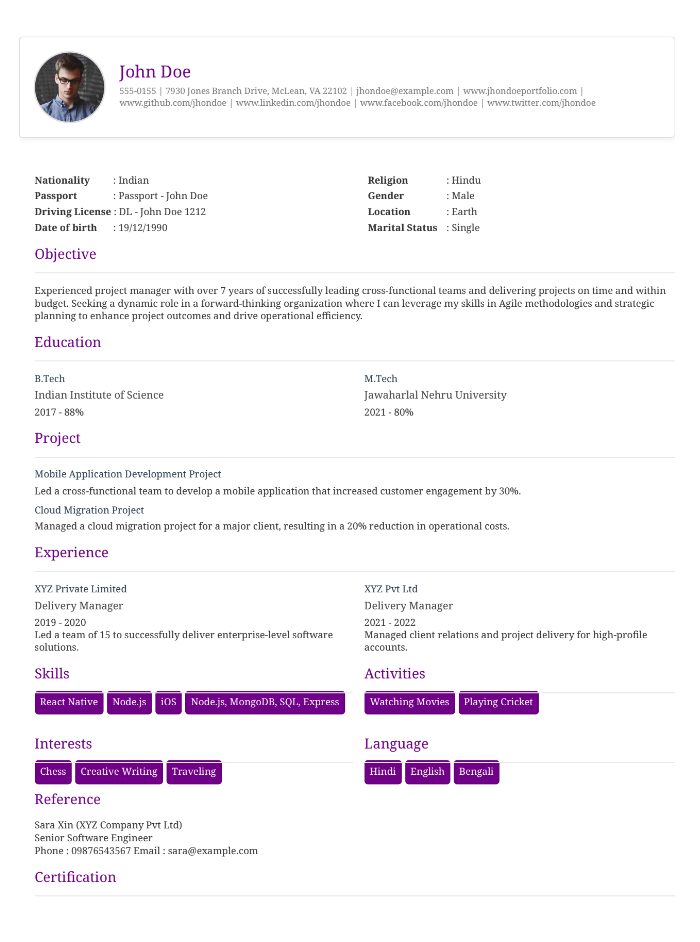 John Doe
555-0155 | 7930 Jones Branch Drive, McLean, VA 22102 | jhondoe@example.com | www.jhondoeportfolio.com |
www.github.com/jhondoe | www.linkedin.com/jhondoe | www.facebook.com/jhondoe | www.twitter.com/jhondoe
Nationality : Indian
Passport : Passport - John Doe
Driving License : DL - John Doe 1212
Date of birth : 19/12/1990
Religion : Hindu
Gender : Male
Location : Earth
Marital Status : Single
Objective
Experienced project manager with over 7 years of successfully leading cross-functional teams and delivering projects on time and within
budget. Seeking a dynamic role in a forward-thinking organization where I can leverage my skills in Agile methodologies and strategic
planning to enhance project outcomes and drive operational efficiency.
Education
B.Tech
Indian Institute of Science
2017 - 88%
M.Tech
Jawaharlal Nehru University
2021 - 80%
Project
Mobile Application Development Project
Led a cross-functional team to develop a mobile application that increased customer engagement by 30%.
Cloud Migration Project
Managed a cloud migration project for a major client, resulting in a 20% reduction in operational costs.
Experience
XYZ Private Limited
Delivery Manager
2019 - 2020
Led a team of 15 to successfully deliver enterprise-level software
solutions.
XYZ Pvt Ltd
Delivery Manager
2021 - 2022
Managed client relations and project delivery for high-profile
accounts.
Skills
React Native Node.js iOS Node.js, MongoDB, SQL, Express
Activities
Watching Movies Playing Cricket
Interests
Chess Creative Writing Traveling
Language
Hindi English Bengali
Reference
Sara Xin (XYZ Company Pvt Ltd)
Senior Software Engineer
Phone : 09876543567 Email : sara@example.com
Certification